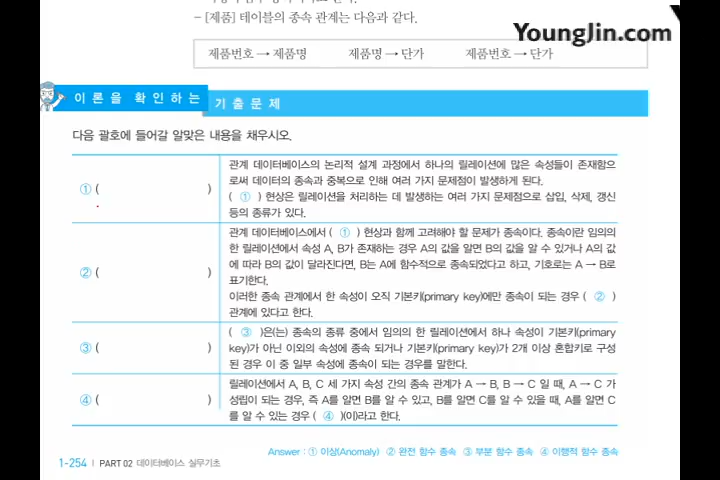 – [제품] 테이블의 종속 관계는 다음과 같다.
YoungJin.com
제품번호 → 제품명 제품명 → 단가 제품번호 → 단가
이론을 확인하는 기출문제
다음 괄호에 들어갈 알맞은 내용을 채우시오.
① ( )
관계 데이터베이스의 논리적 설계 과정에서 하나의 릴레이션에 많은 속성들이 존재함으
로써 데이터의 종속과 중복으로 인해 여러 가지 문제점이 발생하게 된다.
( ① ) 현상은 릴레이션을 처리하는 데 발생하는 여러 가지 문제점으로 삽입, 삭제, 갱신
등의 종류가 있다.
② ( )
관계 데이터베이스에서 ( ① ) 현상과 함께 고려해야 할 문제가 종속이다. 종속이란 임의의
한 릴레이션에서 속성 A, B가 존재하는 경우 A의 값을 알면 B의 값을 알 수 있거나 A의 값
에 따라 B의 값이 달라진다면, B는 A에 함수적으로 종속되었다고 하고, 기호로는 A → B로
표기한다.
이러한 종속 관계에서 한 속성이 오직 기본키(primary key)에만 종속이 되는 경우 ( ② )
관계에 있다고 한다.
③ ( )
( ③ )은(는) 종속의 종류 중에서 임의의 한 릴레이션에서 하나 속성이 기본키(primary
key)가 아닌 이외의 속성에 종속 되거나 기본키(primary key)가 2개 이상 혼합키로 구성
된 경우 이 중 일부 속성에 종속이 되는 경우를 말한다.
④ ( )
릴레이션에서 A, B, C 세 가지 속성 간의 종속 관계가 A → B, B → C 일 때, A → C 가
성립이 되는 경우, 즉 A를 알면 B를 알 수 있고, B를 알면 C를 알 수 있을 때, A를 알면 C
를 알 수 있는 경우 ( ④ )(이)라고 한다.
Answer : ① 이상(Anomaly) ② 완전 함수 종속 ③ 부분 함수 종속 ④ 이행적 함수 종속
1-254 | PART 02 데이터베이스 실무기초